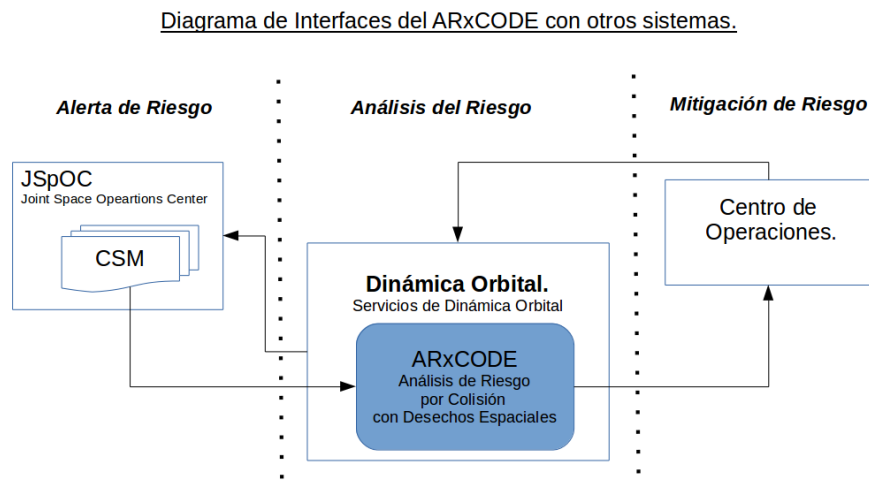 Diagrama de Interfaces del ARxCODE con otros sistemas.
Alerta de Riesgo
Análisis del Riesgo
Mitigación de Riesgo
JSpOC
Joint Space Opeartions Center
CSM
Dinámica Orbital.
Servicios de Dinámica Orbital
ARxCODE
Análisis de Riesgo
por Colisión
con Desechos Espaciales
Centro de
Operaciones.